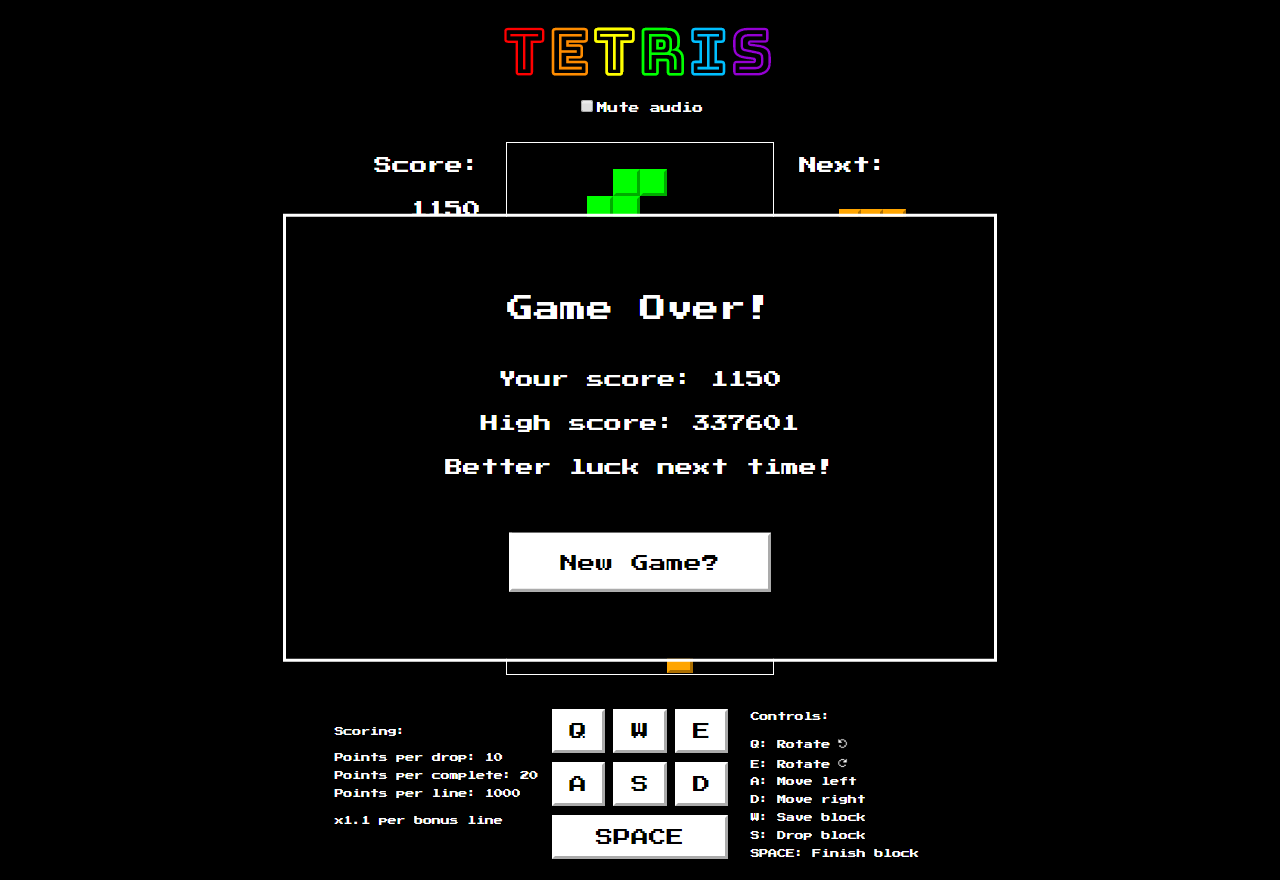 TETRIS
Mute audio
Score:
1150
Next:
Game Over!
Your score: 1150
High score: 337601
Better luck next time!
New Game?
Scoring:
Points per drop: 10
Points per complete: 20
Points per line: 1000
x1.1 per bonus line
Q W E
A S D
SPACE
Controls:
Q: Rotate ↺
E: Rotate ↻
A: Move left
D: Move right
W: Save block
S: Drop block
SPACE: Finish block